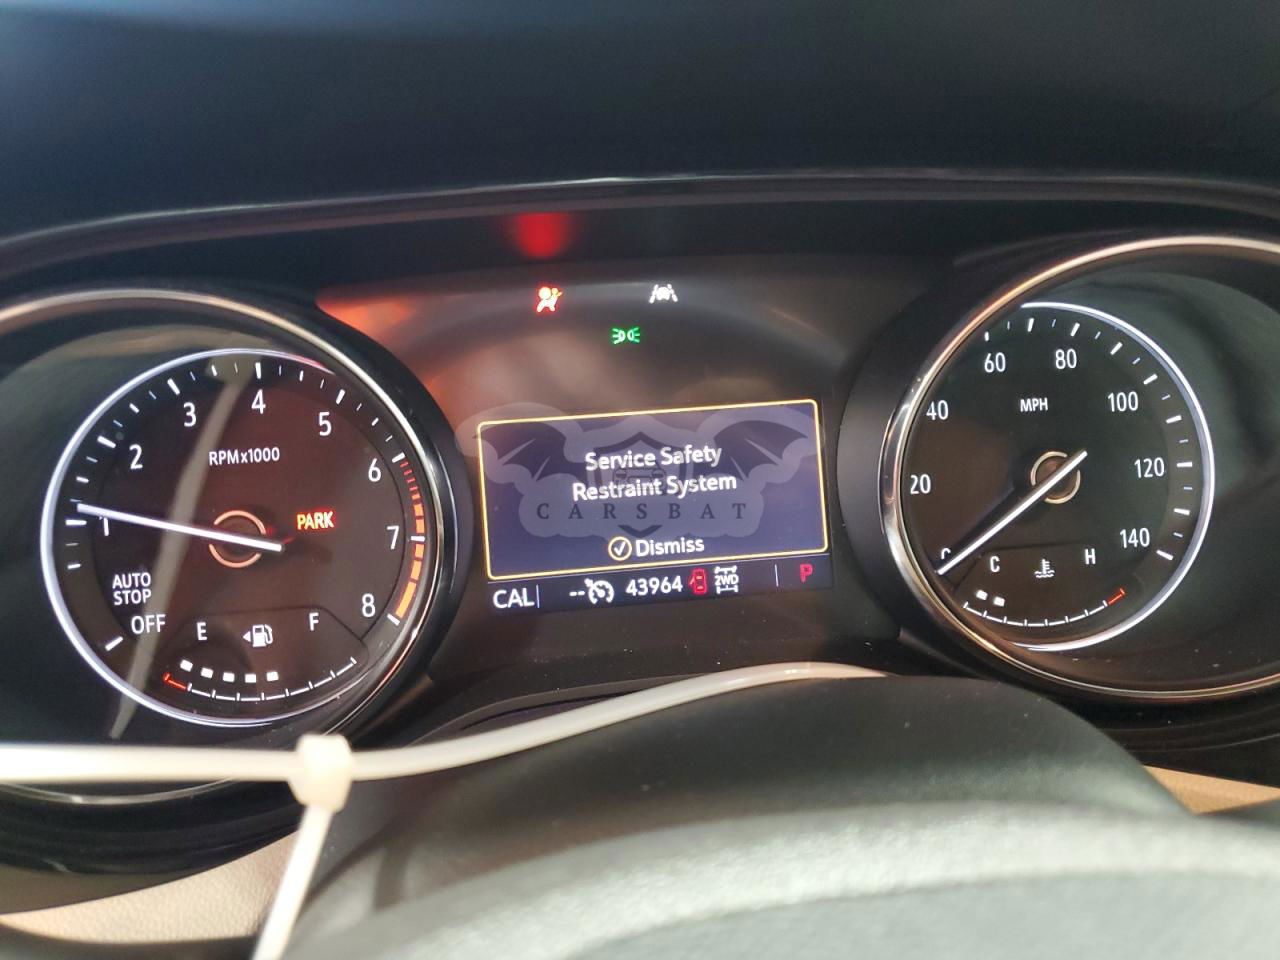 60
80
40
MPH
100
3
4
5
2
RPMx1000
6
20
120
Service Safety
Restraint System
CARSBAT
1
PARK
7
140
Dismiss
C
H
AUTO
STOP
OFF
E
F
8
CAL
--
43964
2WD
P